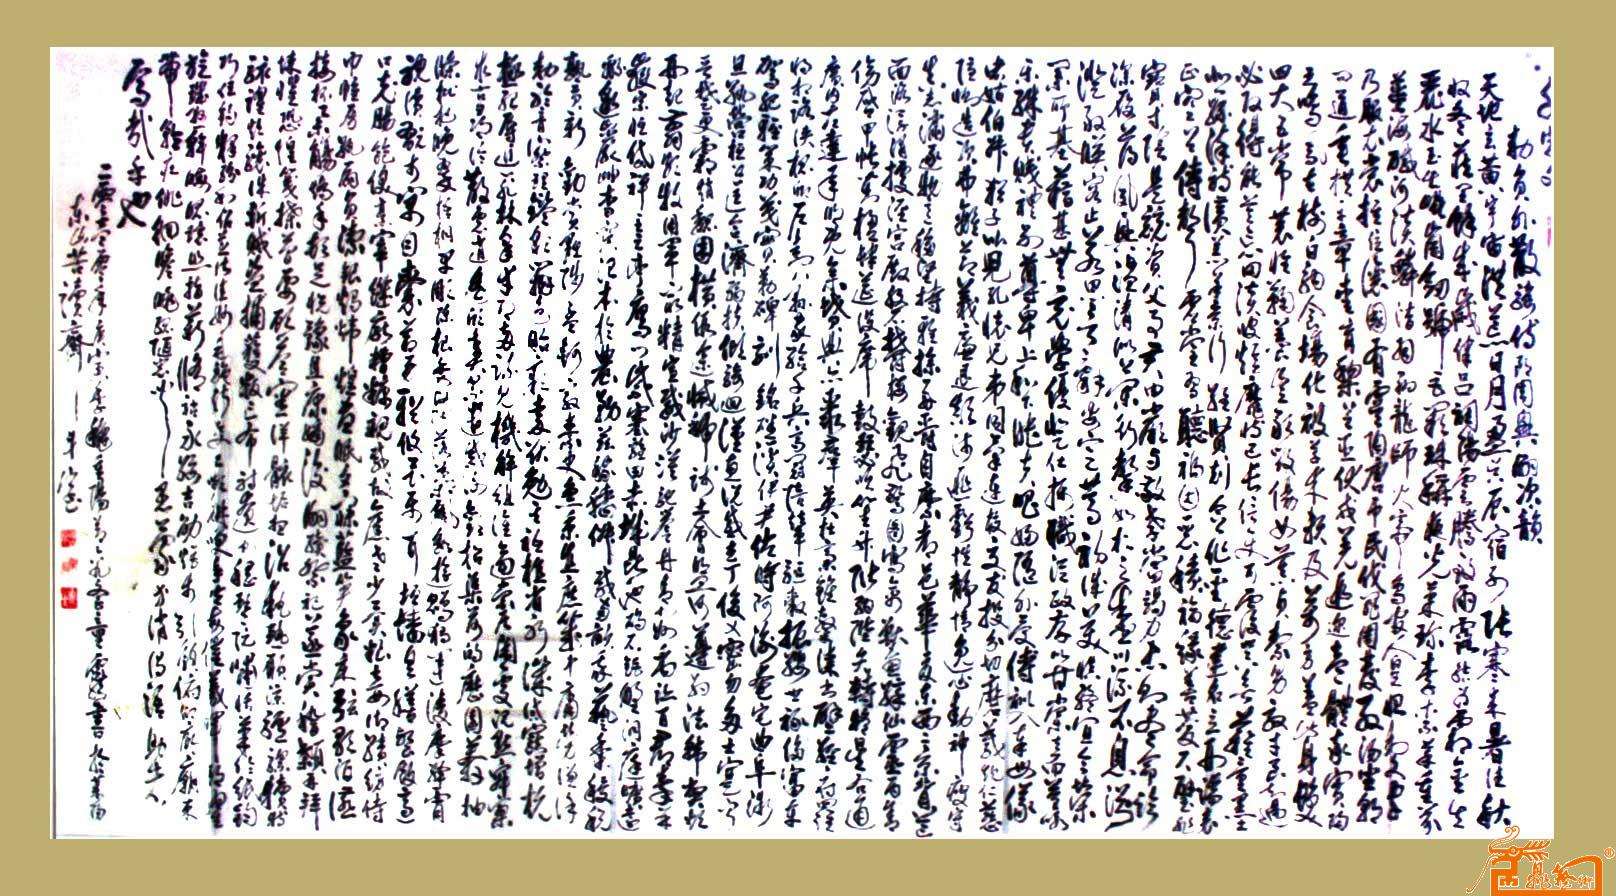 千字文
勅員外散騎侍郎周興嗣次韻
天地玄黃宇宙洪荒日月盈昃辰宿列張寒來暑往秋
收冬藏閏餘成歲律呂調陽雲騰致雨露結為霜金生
麗水玉出崑崗劍號巨闕珠稱夜光果珍李柰菜重芥
薑海鹹河淡鱗潛羽翔龍師火帝鳥官人皇始制文字
乃服衣裳推位讓國有虞陶唐弔民伐罪周發殷湯坐朝
問道垂拱平章愛育黎首臣伏戎羌遐邇壹體率賓歸
王鳴鳳在樹白駒食場化被草木賴及萬方蓋此身髮
四大五常恭惟鞠養豈敢毀傷女慕貞潔男效才良知過
必改得能莫忘罔談彼短靡恃己長信使可覆器欲難量墨
悲絲染詩讚羔羊景行維賢剋念作聖德建名立形端表
正空谷傳聲虛堂習聽禍因惡積福緣善慶尺璧非
寶寸陰是競資父事君曰嚴與敬孝當竭力忠則盡命臨
深履薄夙興溫凊似蘭斯馨如松之盛川流不息淵
澄取暎容止若思言辭安定篤初誠美慎終宜令榮
業所基藉甚無竟學優登仕攝職從政存以甘棠去而益詠
樂殊貴賤禮別尊卑上和下睦夫唱婦隨外受傅訓入奉母儀
諸姑伯叔猶子比兒孔懷兄弟同氣連枝交友投分切磨箴規仁慈
隱惻造次弗離節義廉退顛沛匪虧性靜情逸心動神疲守
真志滿逐物意移堅持雅操好爵自縻都邑華夏東西二京背邙
面洛浮渭據涇宮殿盤鬱樓觀飛驚圖寫禽獸畫彩仙靈丙舍
傍啟甲帳對楹肆筵設席鼓瑟吹笙升階納陛弁轉疑星右通
廣內左達承明既集墳典亦聚群英杜稾鍾隸漆書壁經府羅
將相路俠槐卿戶封八縣家給千兵高冠陪輦驅轂振纓世祿侈富車
駕肥輕策功茂實勒碑刻銘磻溪伊尹佐時阿衡奄宅曲阜微
旦孰營桓公匡合濟弱扶傾綺迴漢惠說感武丁俊乂密勿多士寔寧
晉楚更霸趙魏困橫假途滅虢踐土會盟何遵約法韓弊煩
刑起翦頗牧用軍最精宣威沙漠馳譽丹青九州禹跡百郡秦并
嶽宗恒岱禪主云亭雁門紫塞雞田赤城昆池碣石鉅野洞庭曠遠
綿邈巖岫杳冥治本於農務茲稼穡俶載南畝我藝黍稷稅
熟貢新勸賞黜陟孟軻敦素史魚秉直庶幾中庸勞謙謹
勅聆音察理鑒貌辨色貽厥嘉猷勉其祗植省躬譏誡寵增抗
極殆辱近恥林皋幸即兩疏見機解組誰逼索居閑處沉默寂寥
求古尋論散慮逍遙欣奏累遣慼謝歡招渠荷的歷園莽抽
條枇杷晚翠梧桐早彫陳根委翳落葉飄颻遊鵾獨運凌摩絳霄
耽讀翫市寓目囊箱易輶攸畏屬耳垣墻具膳餐飯適
口充腸飽飫烹宰飢厭糟糠親戚故舊老少異糧妾御績紡侍
巾帷房紈扇圓潔銀燭煒煌晝眠夕寐藍筍象床弦歌酒讌
接杯舉觴矯手頓足悅豫且康嫡後嗣續祭祀蒸嘗稽顙再拜
悚懼恐惶箋牒簡要顧答審詳骸垢想浴執熱願涼驢騾犢特
駭躍超驤誅斬賊盜捕獲叛亡布射遼丸嵇琴阮嘯恬筆倫紙鈞
巧任釣釋紛利俗並皆佳妙毛施淑姿工顰妍笑年矢每催曦暉朗曜
旋璣懸斡晦魄環照指薪修祜永綏吉劭矩步引領俯仰廊廟束
帶矜莊徘徊瞻眺孤陋寡聞愚蒙等誚謂語助者
焉哉乎也
二零零零年
東海苦讀齋